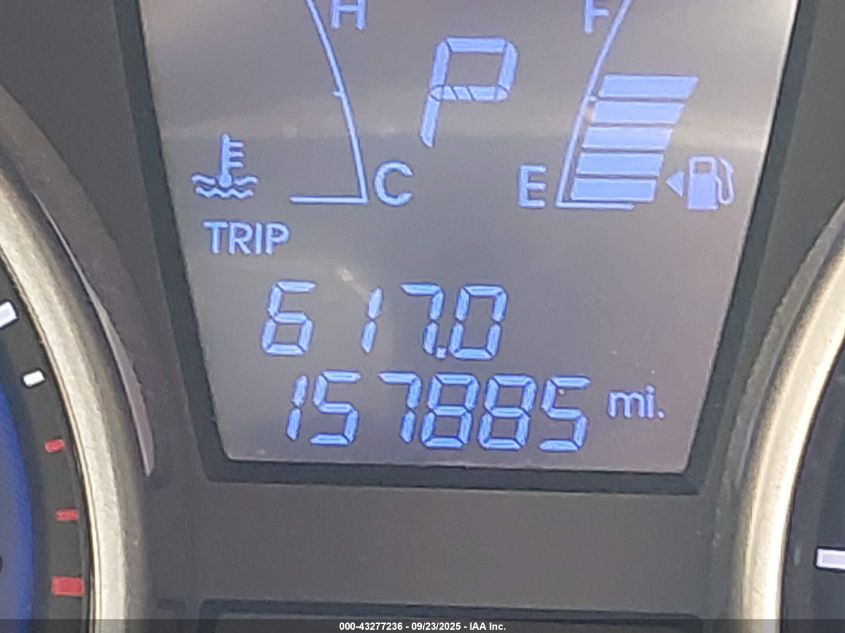 H F
P
C E
TRIP
617.0
157885 mi.
000-43277236 - 09/23/2025 - IAA Inc.